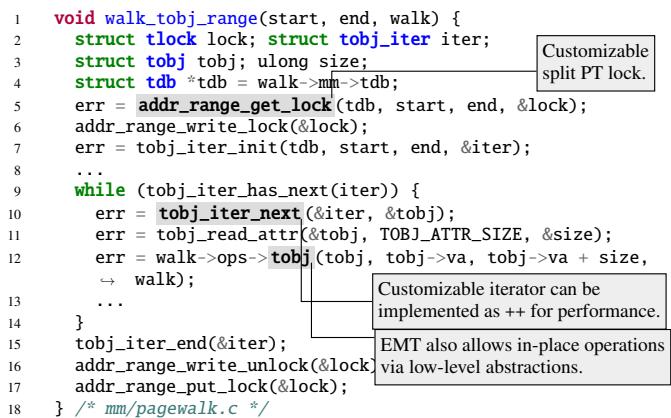 1 void walk_tobj_range(start, end, walk) {
2 struct tlock lock; struct tobj_iter iter;
3 struct tobj tobj; ulong size;
4 struct tdb *tdb = walk->mm->tdb;
Customizable
split PT lock.
5 err = addr_range_get_lock(tdb, start, end, &lock);
6 addr_range_write_lock(&lock);
7 err = tobj_iter_init(tdb, start, end, &iter);
8 ...
9 while (tobj_iter_has_next(iter)) {
10 err = tobj_iter_next(&iter, &tobj);
11 err = tobj_read_attr(&tobj, TOBJ_ATTR_SIZE, &size);
12 err = walk->ops->tobj(tobj, tobj->va, tobj->va + size,
↪ walk);
13 ...
Customizable iterator can be
implemented as ++ for performance.
14 }
15 tobj_iter_end(&iter);
EMT also allows in-place operations
via low-level abstractions.
16 addr_range_write_unlock(&lock)
17 addr_range_put_lock(&lock);
18 } /* mm/pagewalk.c */